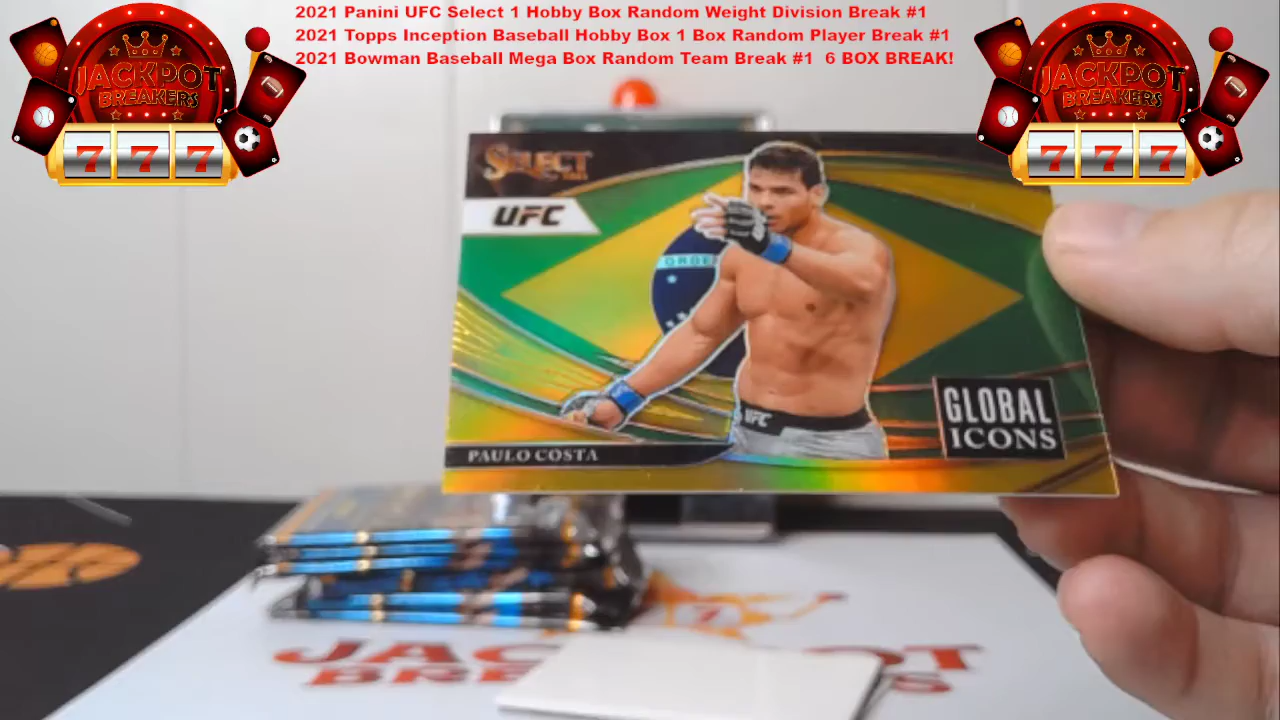 2021 Panini UFC Select 1 Hobby Box Random Weight Division Break #1
2021 Topps Inception Baseball Hobby Box 1 Box Random Player Break #1
2021 Bowman Baseball Mega Box Random Team Break #1 6 BOX BREAK!
JACKPOT
BREAKERS
7 7 7
JACKPOT
BREAKERS
7 7 7
SELECT
UFC
ORDE
UFC
GLOBAL
ICONS
PAULO COSTA
7